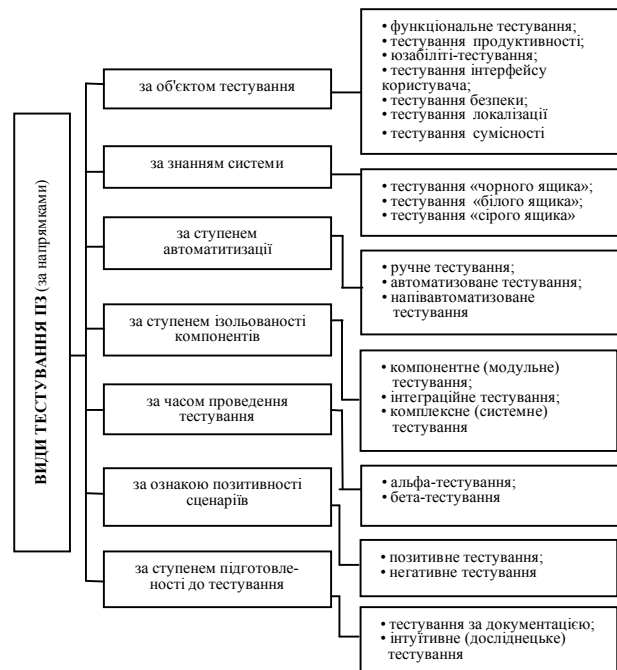 ВИДИ ТЕСТУВАННЯ ПЗ (за напрямками)
за об'єктом тестування
• функціональне тестування;
• тестування продуктивності;
• юзабіліті-тестування;
• тестування інтерфейсу
користувача;
• тестування безпеки;
• тестування локалізації
• тестування сумісності
за знанням системи
• тестування «чорного ящика»;
• тестування «білого ящика»;
• тестування «сірого ящика»
за ступенем
автоматитизації
• ручне тестування;
• автоматизоване тестування;
• напівавтоматизоване
тестування
за ступенем ізольованості
компонентів
• компонентне (модульне)
тестування;
• інтеграційне тестування;
• комплексне (системне)
тестування
за часом проведення
тестування
• альфа-тестування;
• бета-тестування
за ознакою позитивності
сценаріїв
• позитивне тестування;
• негативне тестування
за ступенем підготовле-
ності до тестування
• тестування за документацією;
• інтуїтивне (дослідницьке)
тестування